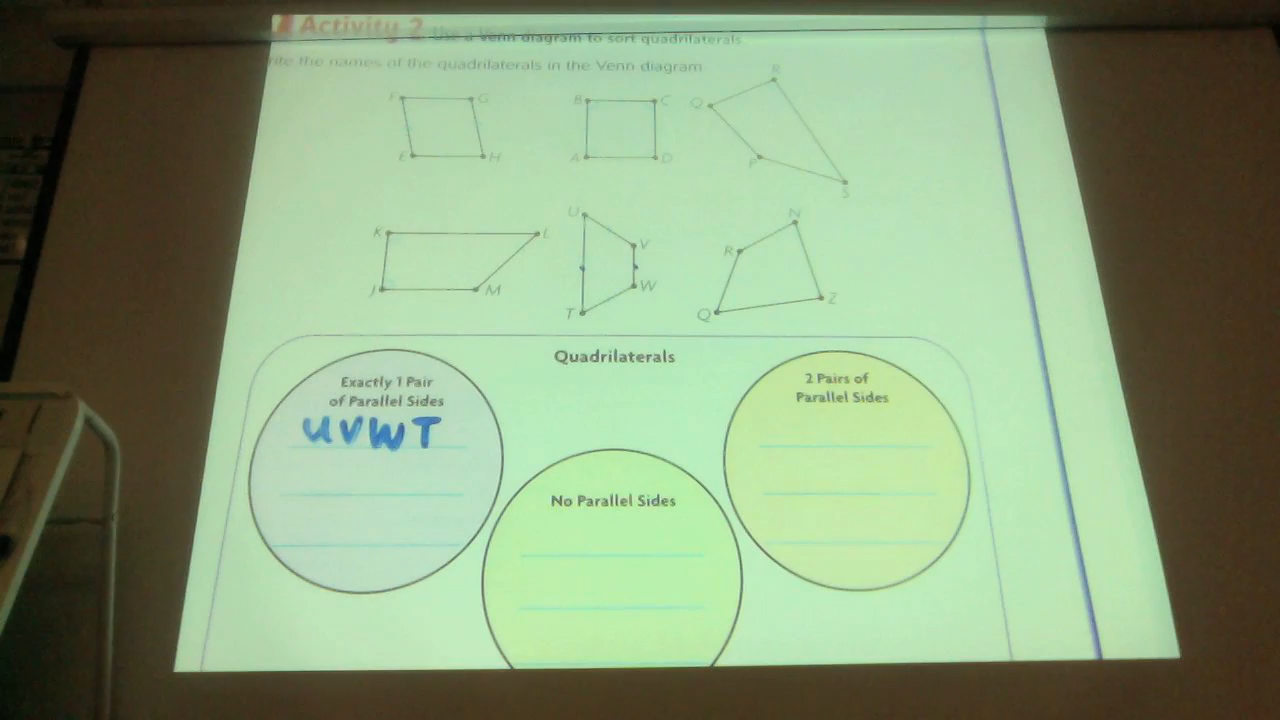 Activity 2 Use a Venn diagram to sort quadrilaterals.
rite the names of the quadrilaterals in the Venn diagram.
F G B C Q R
E H A D P S
K L U V R N
J M T W Q Z
Quadrilaterals
Exactly 1 Pair
of Parallel Sides
UVWT
No Parallel Sides
2 Pairs of
Parallel Sides